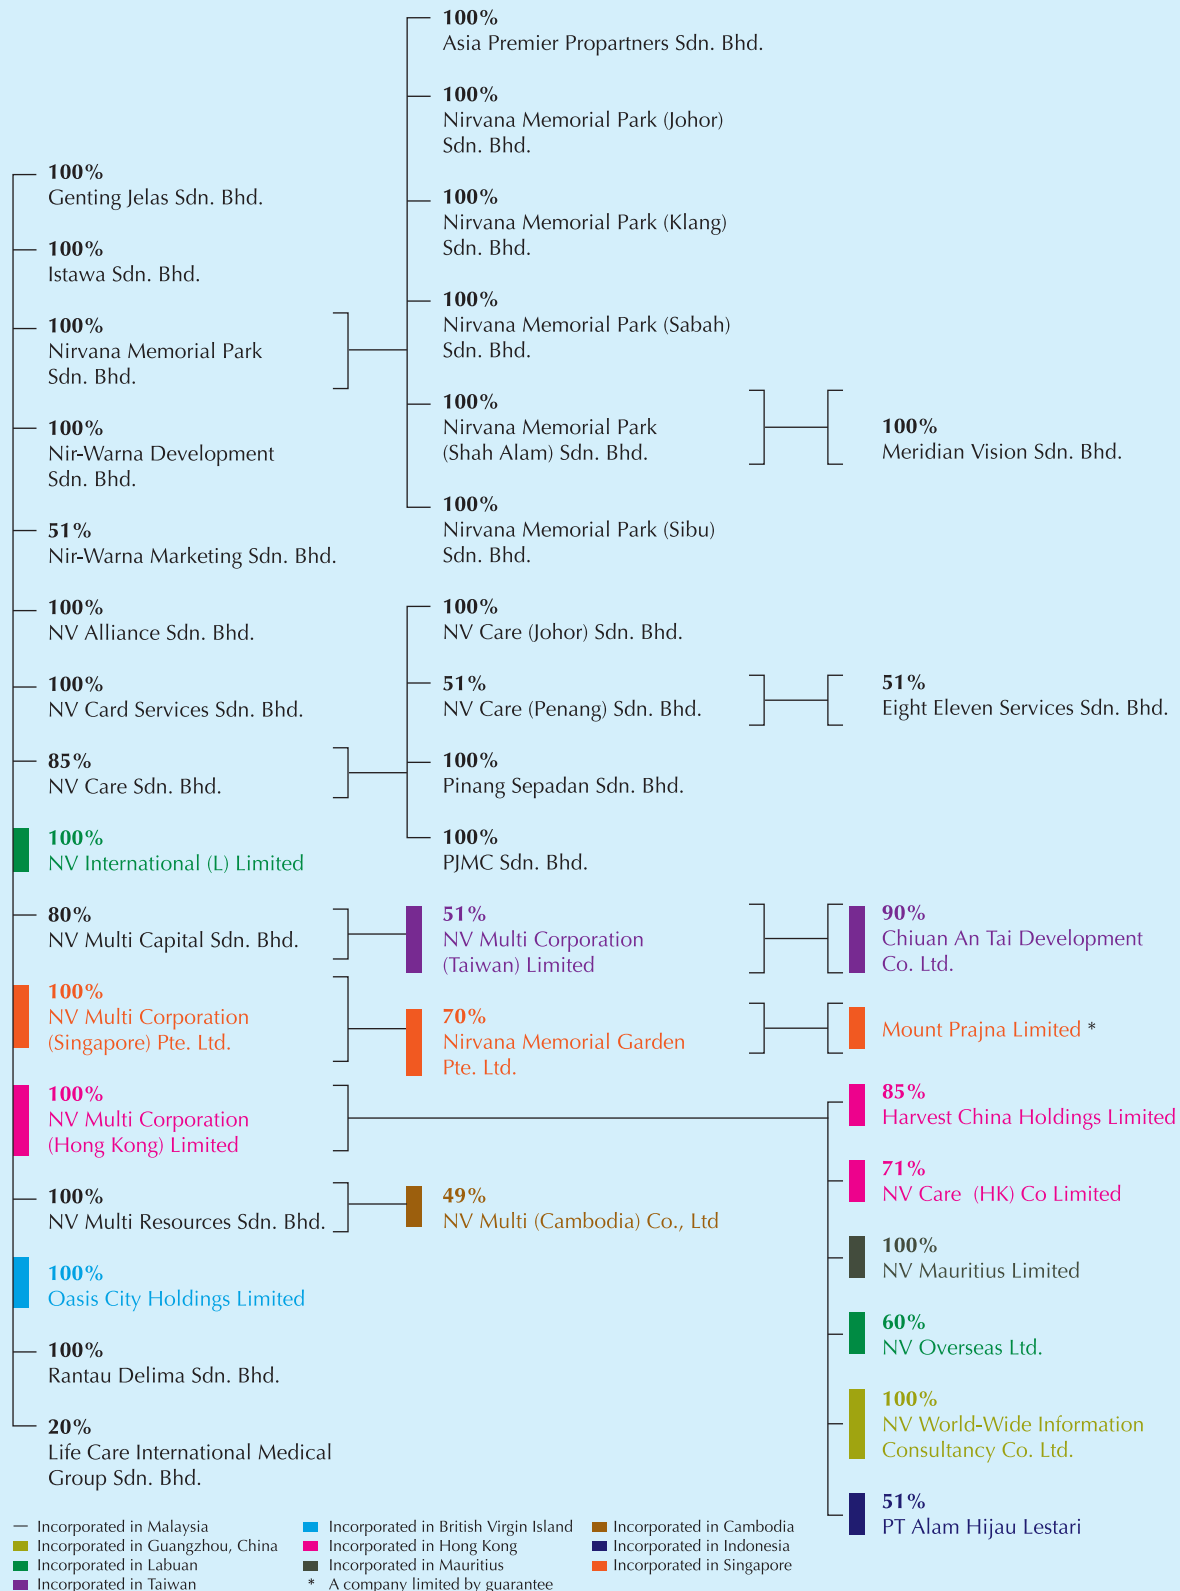 100%
Genting Jelas Sdn. Bhd.
100%
Istawa Sdn. Bhd.
100%
Nirvana Memorial Park
Sdn. Bhd.
100%
Nir-Warna Development
Sdn. Bhd.
51%
Nir-Warna Marketing Sdn. Bhd.
100%
NV Alliance Sdn. Bhd.
100%
NV Card Services Sdn. Bhd.
85%
NV Care Sdn. Bhd.
100%
NV International (L) Limited
80%
NV Multi Capital Sdn. Bhd.
100%
NV Multi Corporation
(Singapore) Pte. Ltd.
100%
NV Multi Corporation
(Hong Kong) Limited
100%
NV Multi Resources Sdn. Bhd.
100%
Oasis City Holdings Limited
100%
Rantau Delima Sdn. Bhd.
20%
Life Care International Medical
Group Sdn. Bhd.
100%
Asia Premier Propartners Sdn. Bhd.
100%
Nirvana Memorial Park (Johor)
Sdn. Bhd.
100%
Nirvana Memorial Park (Klang)
Sdn. Bhd.
100%
Nirvana Memorial Park (Sabah)
Sdn. Bhd.
100%
Nirvana Memorial Park
(Shah Alam) Sdn. Bhd.
100%
Nirvana Memorial Park (Sibu)
Sdn. Bhd.
100%
NV Care (Johor) Sdn. Bhd.
51%
NV Care (Penang) Sdn. Bhd.
100%
Pinang Sepadan Sdn. Bhd.
100%
PJMC Sdn. Bhd.
51%
NV Multi Corporation
(Taiwan) Limited
70%
Nirvana Memorial Garden
Pte. Ltd.
49%
NV Multi (Cambodia) Co., Ltd
100%
Meridian Vision Sdn. Bhd.
51%
Eight Eleven Services Sdn. Bhd.
90%
Chiuan An Tai Development
Co. Ltd.
Mount Prajna Limited *
85%
Harvest China Holdings Limited
71%
NV Care (HK) Co Limited
100%
NV Mauritius Limited
60%
NV Overseas Ltd.
100%
NV World-Wide Information
Consultancy Co. Ltd.
51%
PT Alam Hijau Lestari
Incorporated in Malaysia
Incorporated in Guangzhou, China
Incorporated in Labuan
Incorporated in Taiwan
Incorporated in British Virgin Island
Incorporated in Hong Kong
Incorporated in Mauritius
* A company limited by guarantee
Incorporated in Cambodia
Incorporated in Indonesia
Incorporated in Singapore